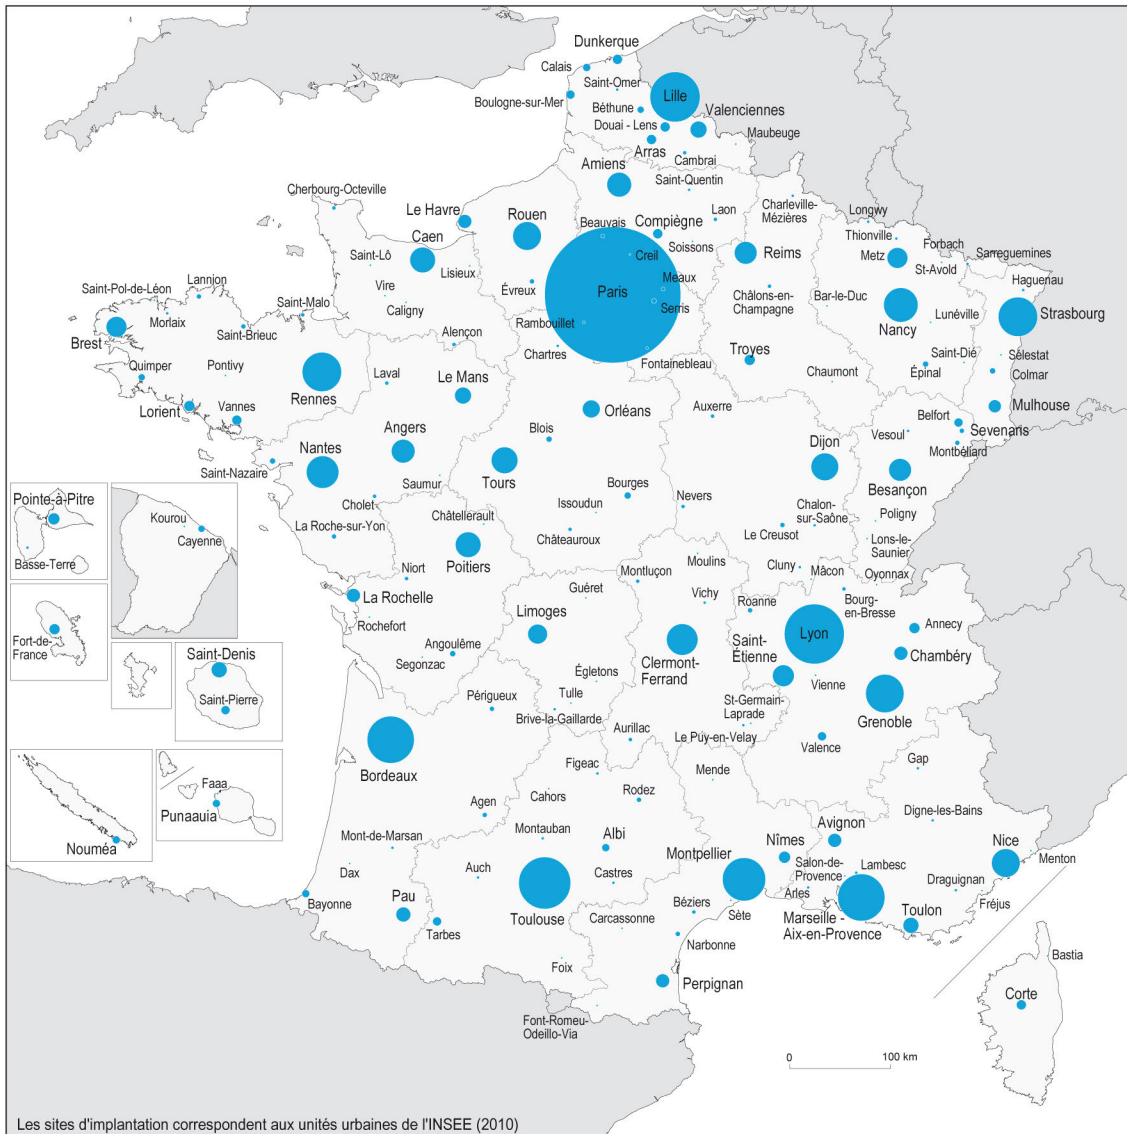 Dunkerque
Calais
Saint-Omer
Lille
Boulogne-sur-Mer
Béthune
Valenciennes
Douai - Lens
Maubeuge
Arras
Cambrai
Amiens
Saint-Quentin
Cherbourg-Octeville
Charleville-
Mézières
Le Havre
Rouen
Beauvais
Compiègne
Laon
Longwy
Caen
Thionville
Soissons
Reims
Metz
Forbach
Sarreguemines
Saint-Lô
Lisieux
Creil
St-Avold
Haguenau
Lannion
Vire
Évreux
Paris
Meaux
Châlons-en-
Champagne
Bar-le-Duc
Saint-Pol-de-Léon
Saint-Malo
Caligny
Serris
Nancy
Strasbourg
Morlaix
Rambouillet
Lunéville
Brest
Saint-Brieuc
Alençon
Chartres
Troyes
Saint-Dié
Sélestat
Quimper
Pontivy
Fontainebleau
Laval
Le Mans
Chaumont
Épinal
Colmar
Rennes
Lorient
Vannes
Orléans
Auxerre
Mulhouse
Angers
Blois
Belfort
Nantes
Dijon
Vesoul
Sevenans
Montbéliard
Saint-Nazaire
Saumur
Tours
Besançon
Cholet
Issoudun
Bourges
Nevers
Chalon-
sur-Saône
Pointe-à-Pitre
Kourou
Cayenne
La Roche-sur-Yon
Châtellerault
Châteauroux
Le Creusot
Poligny
Lons-le-
Saunier
Basse-Terre
Poitiers
Moulins
Cluny
Mâcon
Oyonnax
Niort
Montluçon
La Rochelle
Guéret
Vichy
Roanne
Bourg-
en-Bresse
Rochefort
Limoges
Lyon
Annecy
Fort-de-
France
Saint-Denis
Angoulême
Saint-
Étienne
Chambéry
Segonzac
Clermont-
Ferrand
Égletons
Vienne
Saint-Pierre
Périgueux
Tulle
St-Germain-
Laprade
Grenoble
Brive-la-Gaillarde
Aurillac
Le Puy-en-Velay
Valence
Bordeaux
Figeac
Mende
Gap
Faaa
Cahors
Rodez
Punaauia
Agen
Digne-les-Bains
Montauban
Albi
Avignon
Nouméa
Mont-de-Marsan
Nîmes
Nice
Montpellier
Menton
Dax
Auch
Castres
Salon-de-
Provence
Lambesc
Draguignan
Bayonne
Pau
Toulouse
Béziers
Sète
Arles
Fréjus
Tarbes
Carcassonne
Marseille -
Aix-en-Provence
Toulon
Narbonne
Foix
Bastia
Perpignan
Corte
Font-Romeu-
Odeillo-Via
0
100 km
Les sites d'implantation correspondent aux unités urbaines de l'INSEE (2010)